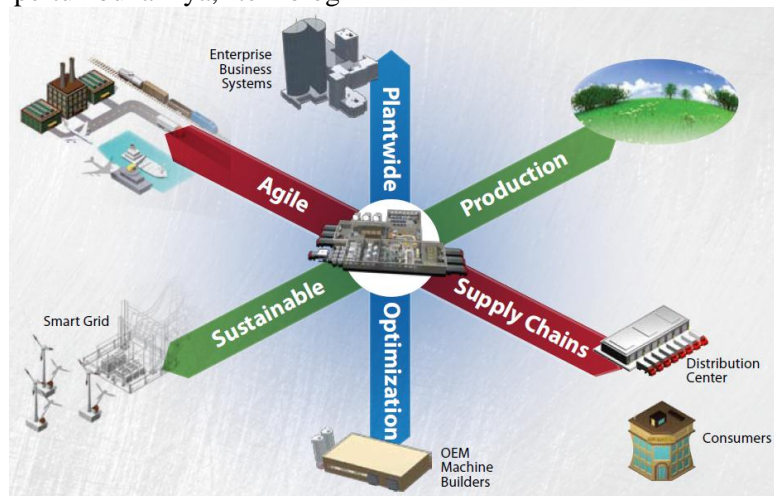 Enterprise
Business
Systems
Plantwide
Agile
Production
Sustainable
Supply Chains
Optimization
Smart Grid
Distribution
Center
OEM
Machine
Builders
Consumers